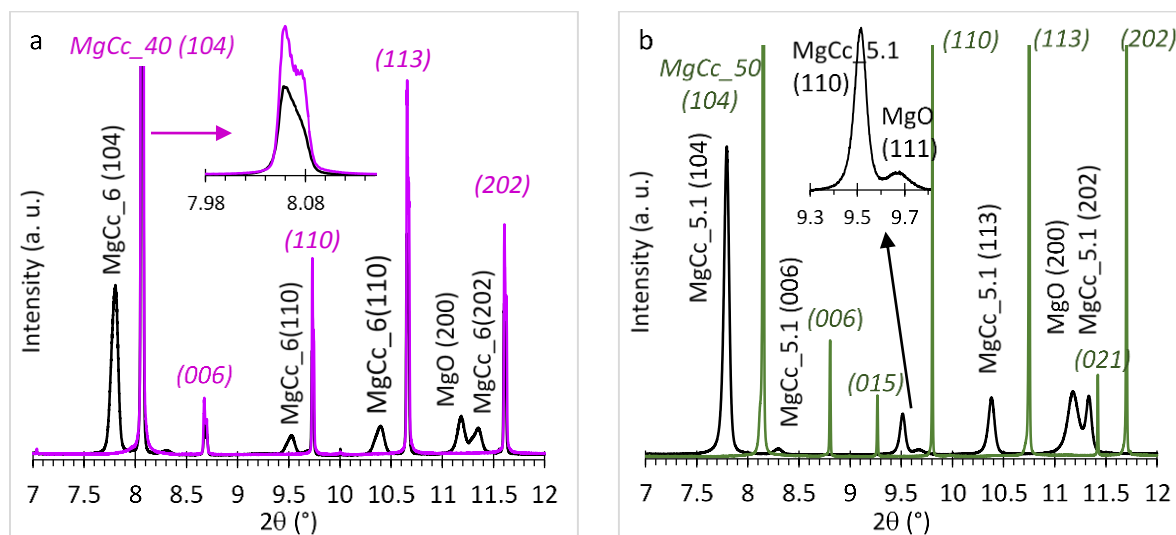 a
MgCc_40 (104)
(113)
MgCc_6 (104)
7.98
8.08
(202)
(006)
(110)
MgCc_6(110)
MgCc_6(110)
MgO (200)
MgCc_6(202)
Intensity (a. u.)
7 7.5 8 8.5 9 9.5 10 10.5 11 11.5 12
2θ (°)
b
MgCc_50
(104)
MgCc_5.1
(110)
MgO
(111)
9.3 9.5 9.7
(110)
(113)
(202)
MgCc_5.1 (104)
MgCc_5.1 (006)
(006)
(015)
MgCc_5.1 (113)
MgO (200)
MgCc_5.1 (202)
(021)
Intensity (a. u.)
7 7.5 8 8.5 9 9.5 10 10.5 11 11.5 12
2θ (°)